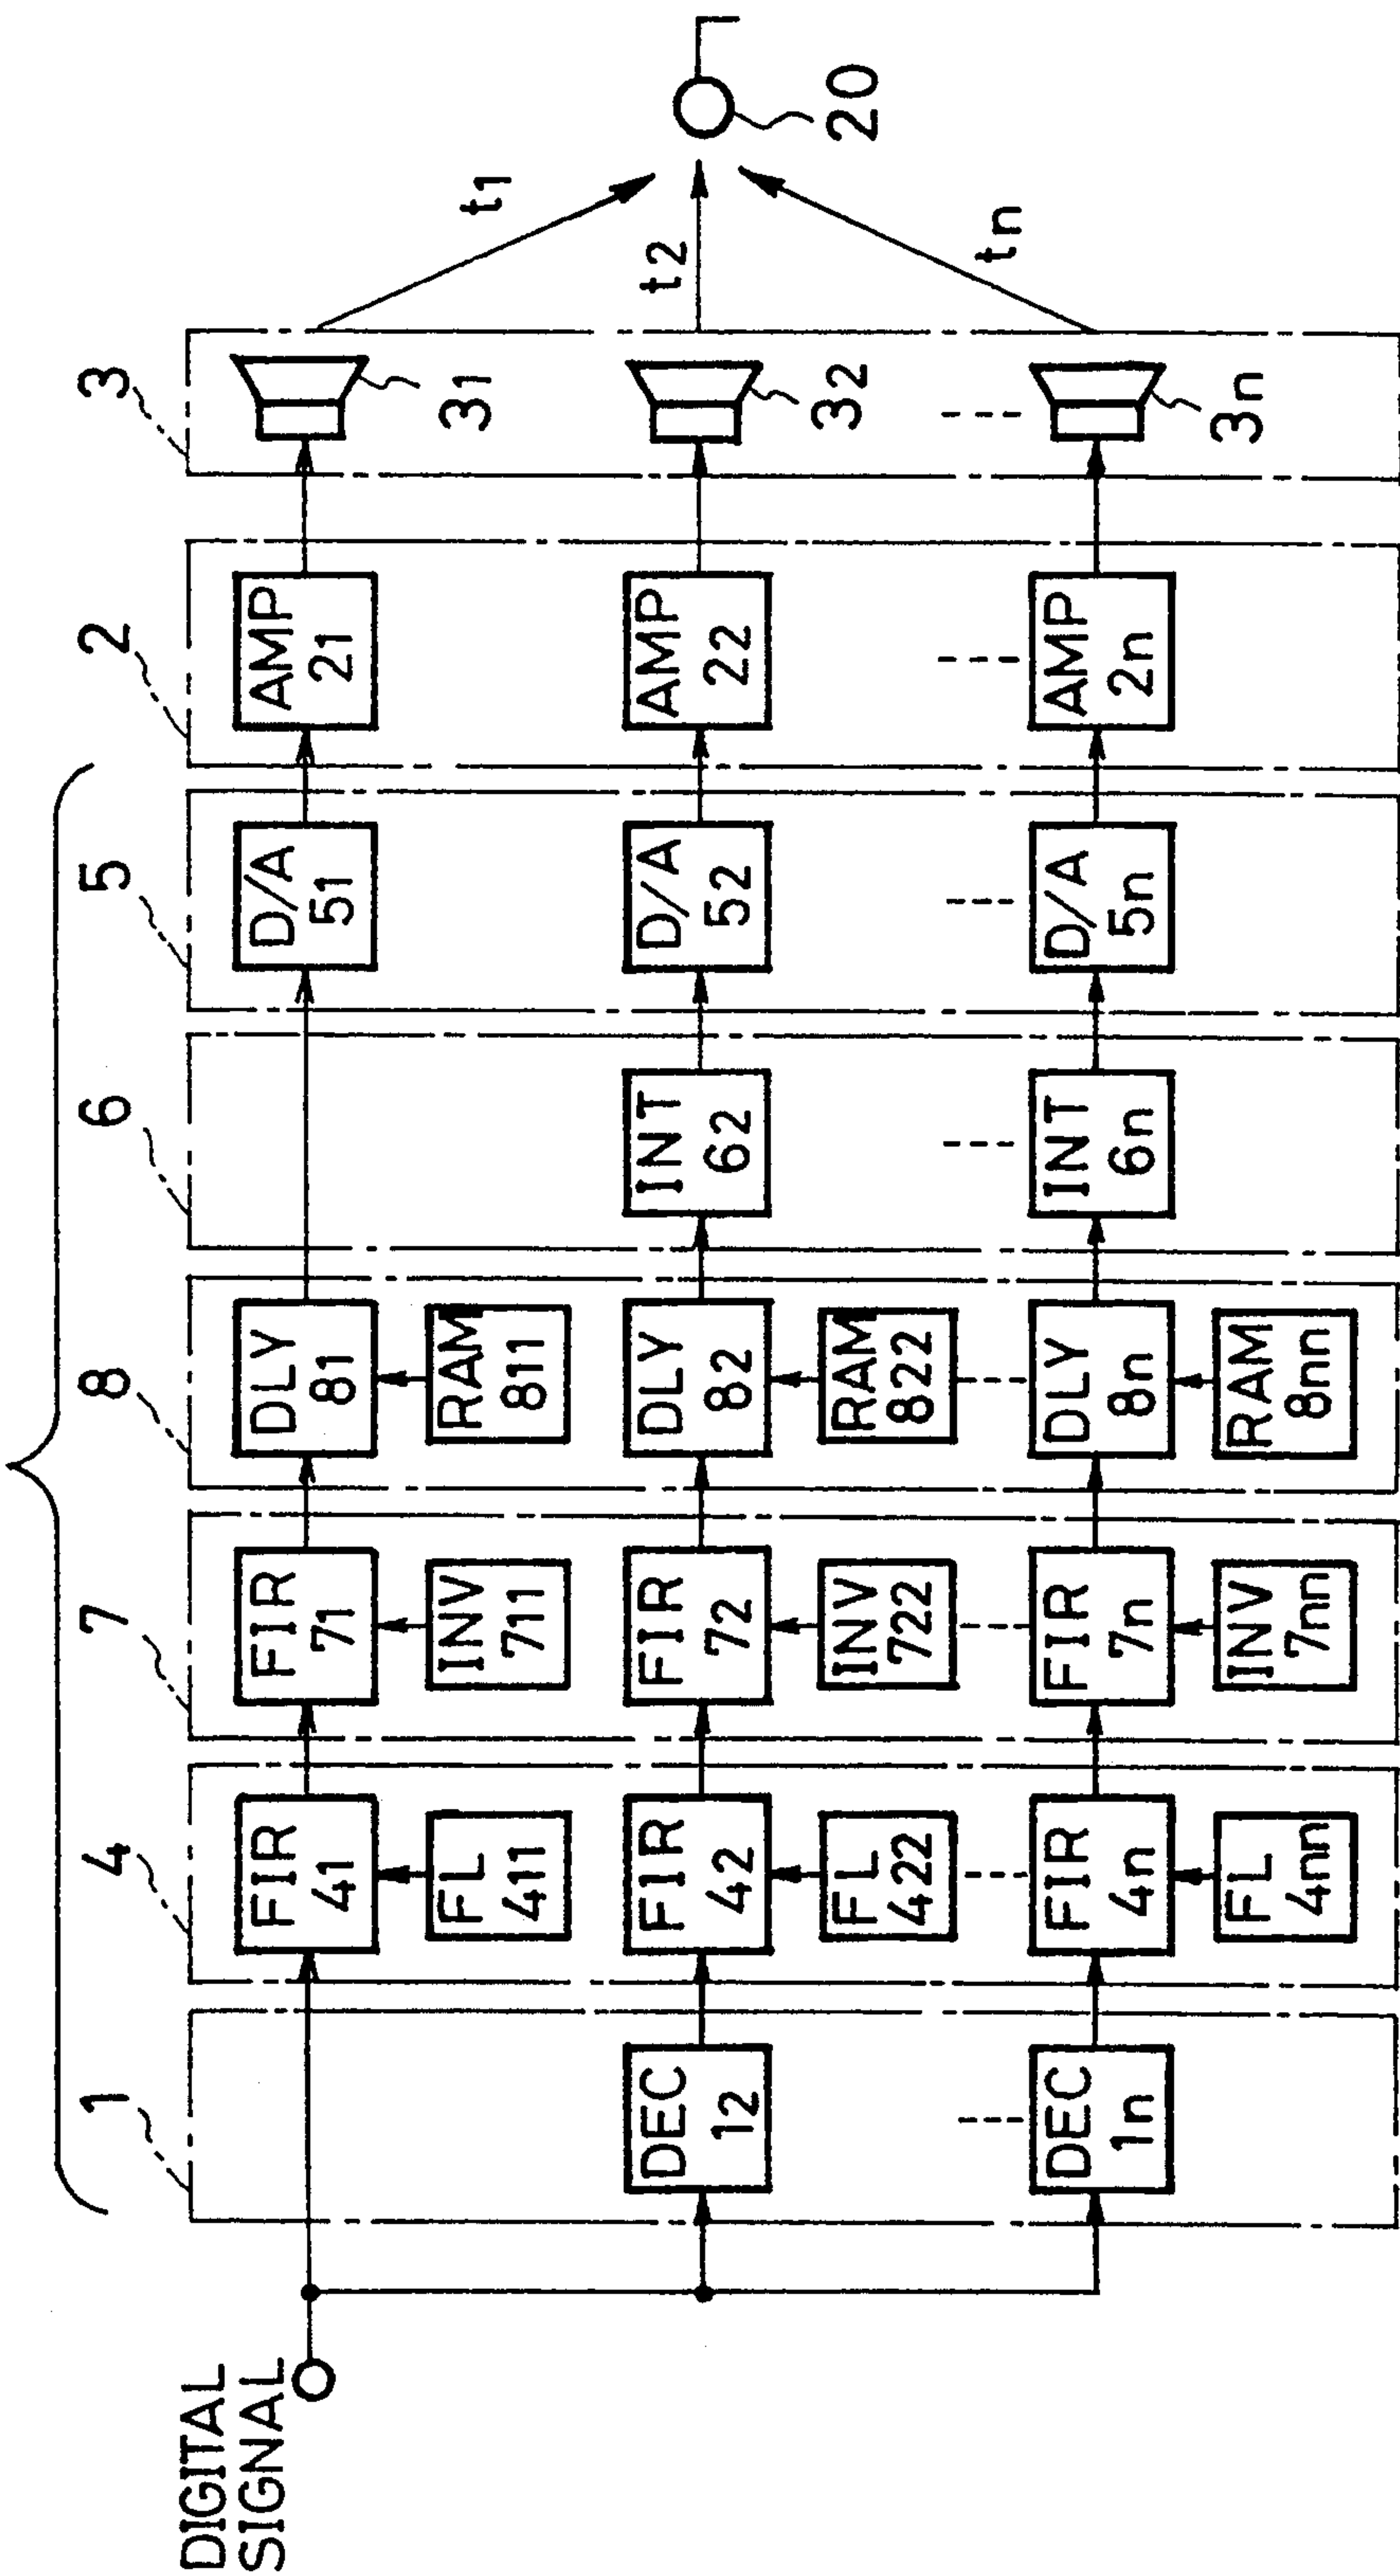 DIGITAL
SIGNAL
1
4
7
8
6
5
2
3
FIR
41
FL
411
FIR
71
INV
711
DLY
81
RAM
811
D/A
51
AMP
21
31
t1
DEC
12
FIR
42
FL
422
FIR
72
INV
722
DLY
82
RAM
822
INT
62
D/A
52
AMP
22
32
t2
20
DEC
1n
FIR
4n
FL
4nn
FIR
7n
INV
7nn
DLY
8n
RAM
8nn
INT
6n
D/A
5n
AMP
2n
3n
tn